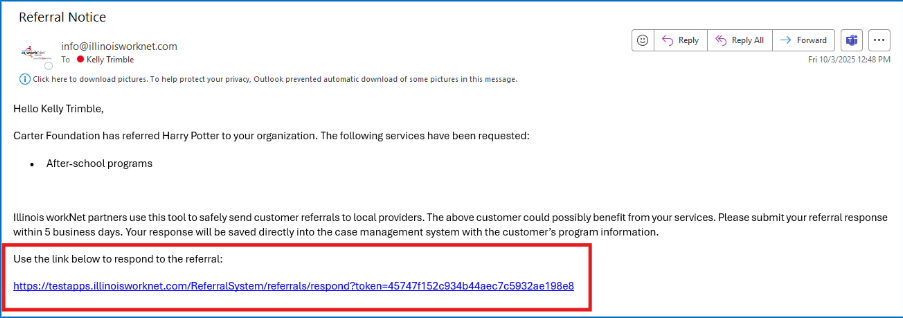 Referral Notice
info@illinoisworknet.com
To Kelly Trimble
Reply
Reply All
Forward
Fri 10/3/2025 12:48 PM
Click here to download pictures. To help protect your privacy, Outlook prevented automatic download of some pictures in this message.
Hello Kelly Trimble,
Carter Foundation has referred Harry Potter to your organization. The following services have been requested:
• After-school programs
Illinois workNet partners use this tool to safely send customer referrals to local providers. The above customer could possibly benefit from your services. Please submit your referral response
within 5 business days. Your response will be saved directly into the case management system with the customer's program information.
Use the link below to respond to the referral:
https://testapps.illinoisworknet.com/ReferralSystem/referrals/respond?token=45747f152c934b44aec7c5932ae198e8